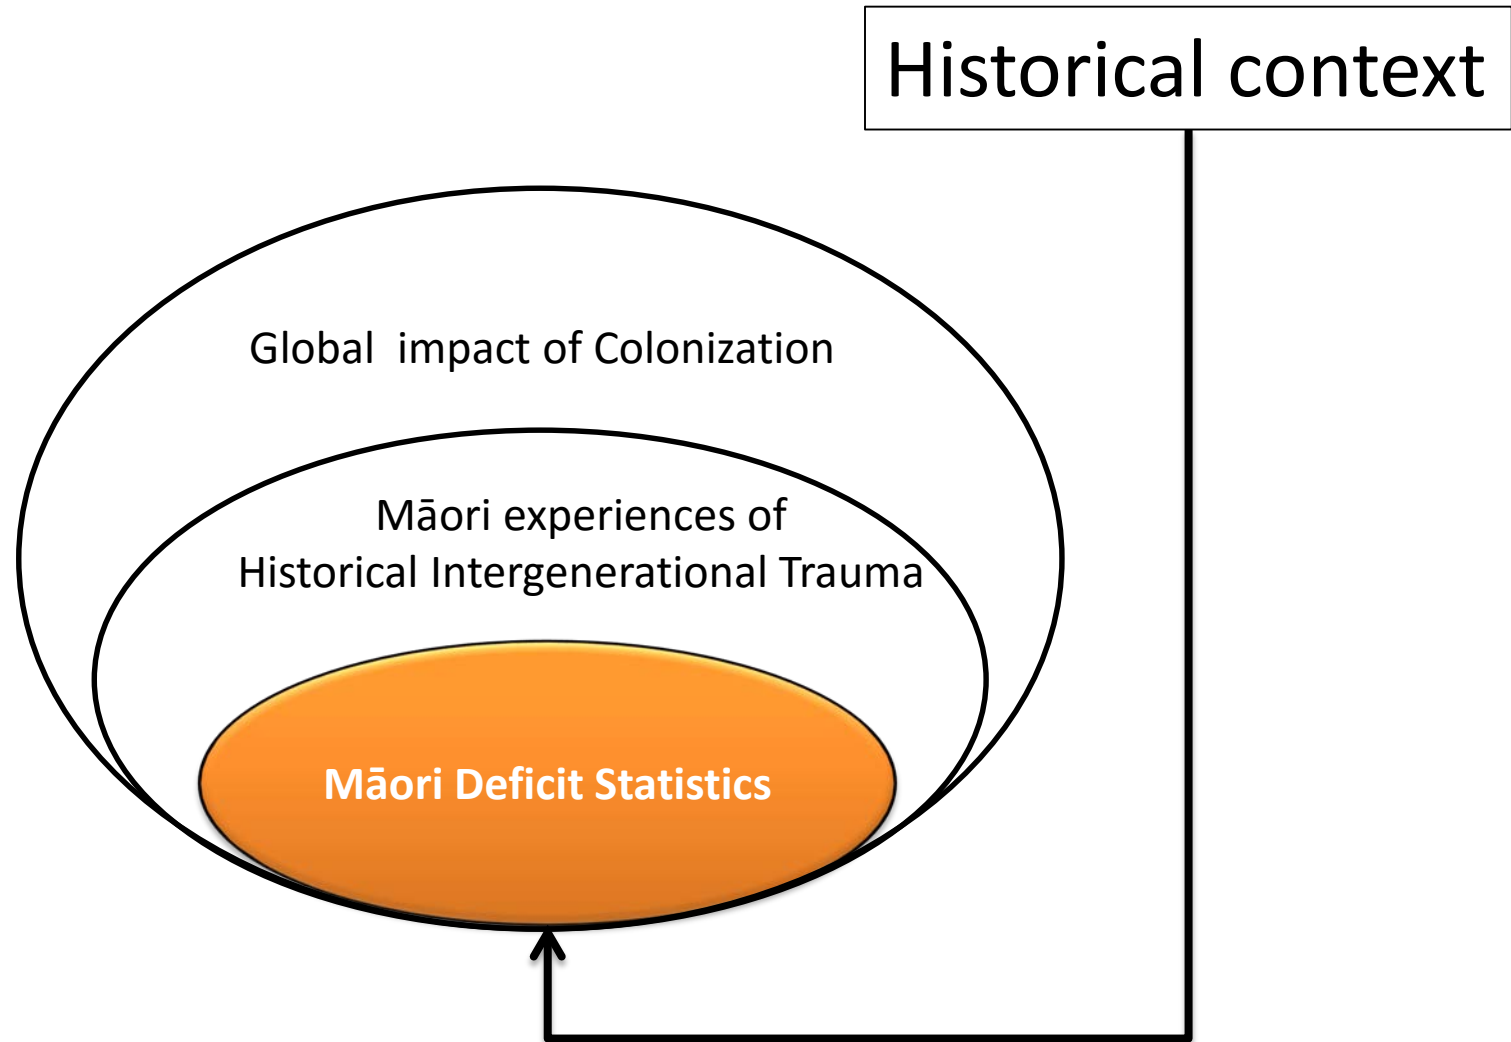 Historical context
Global  impact of Colonization
Māori experiences of
Historical Intergenerational Trauma
Māori Deficit Statistics